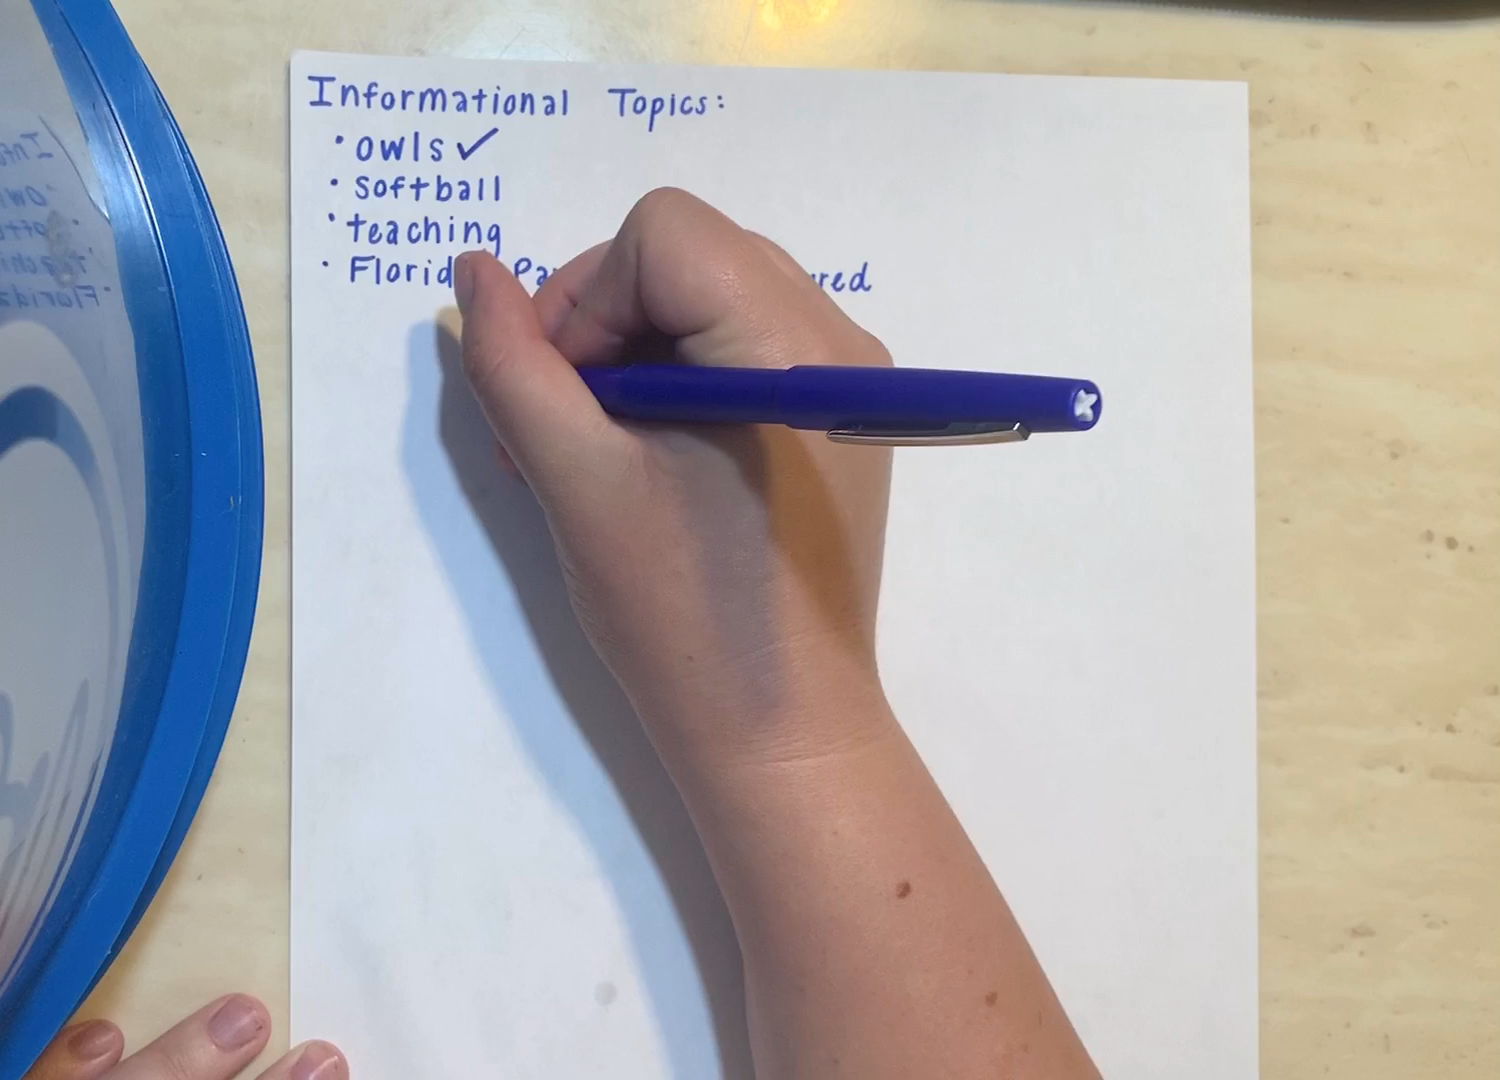 Informational Topics:
• owls ✓
• softball
• teaching
• Florid